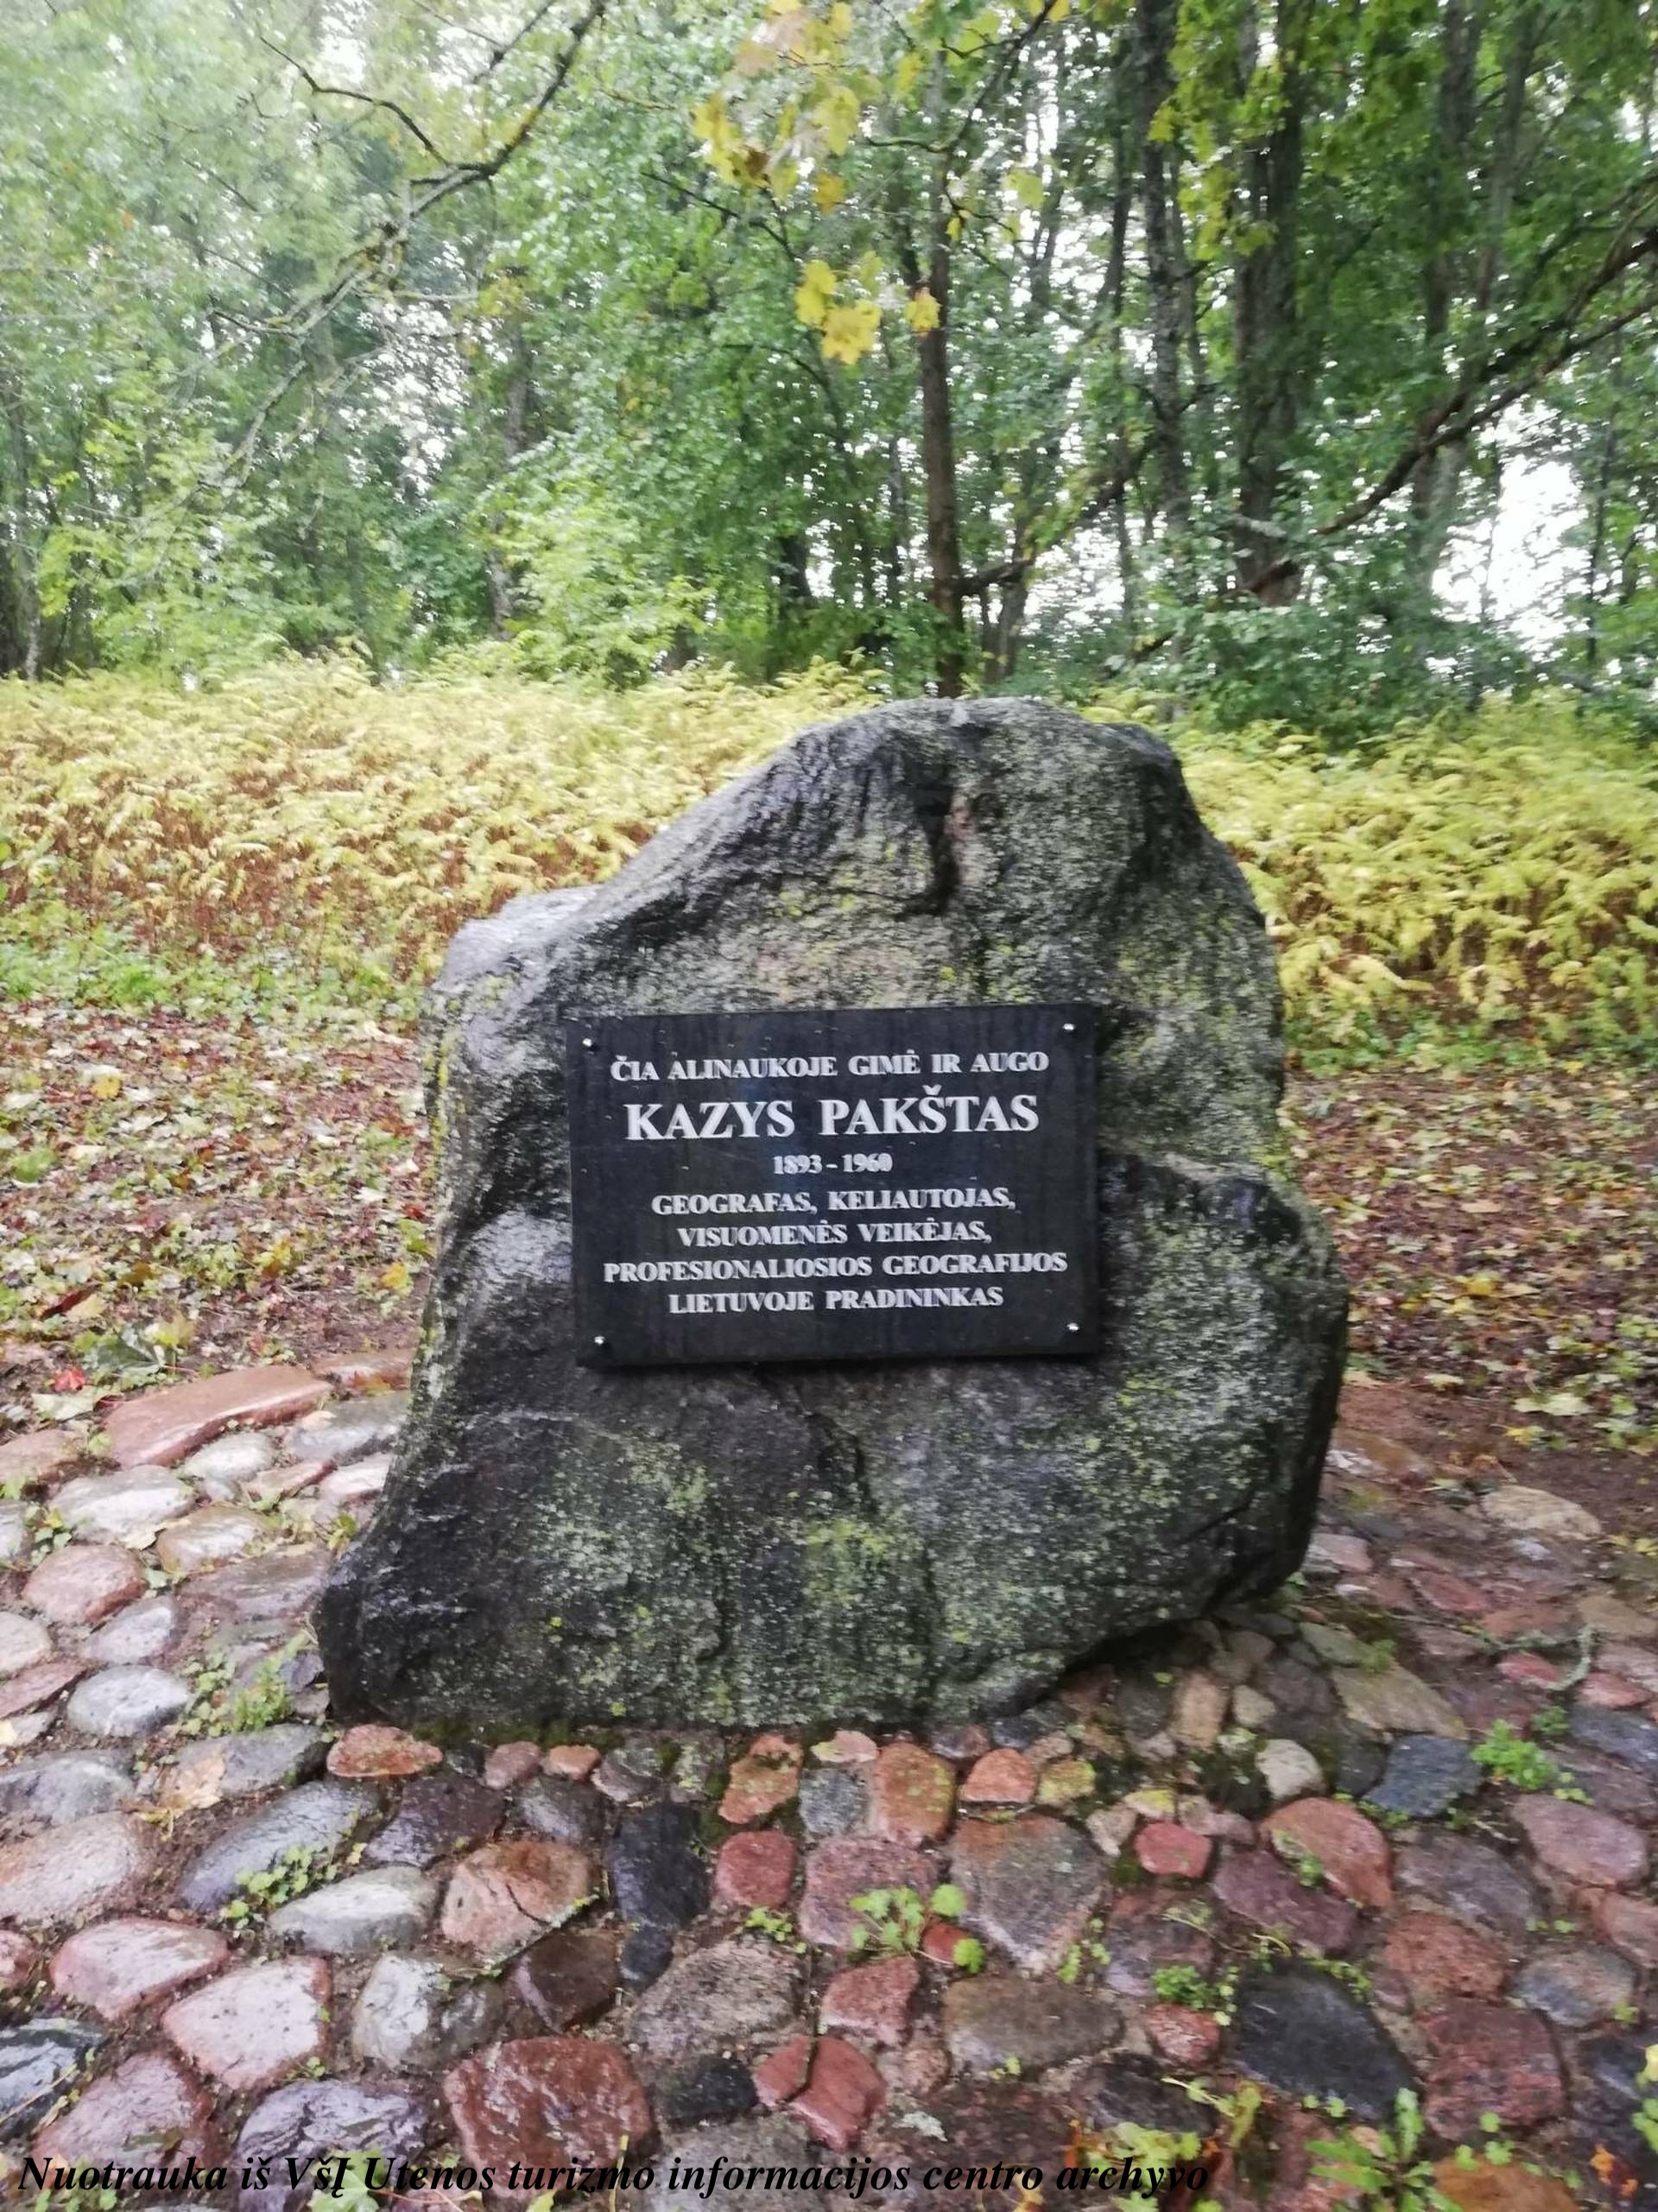 ČIA ALINAUKOJE GIMĖ IR AUGO
KAZYS PAKŠTAS
1893 - 1960
GEOGRAFAS, KELIAUTOJAS,
VISUOMENĖS VEIKĖJAS,
PROFESIONALIOSIOS GEOGRAFIJOS
LIETUVOJE PRADININKAS
Nuotrauka iš VšĮ Utenos turizmo informacijos centro archyvo